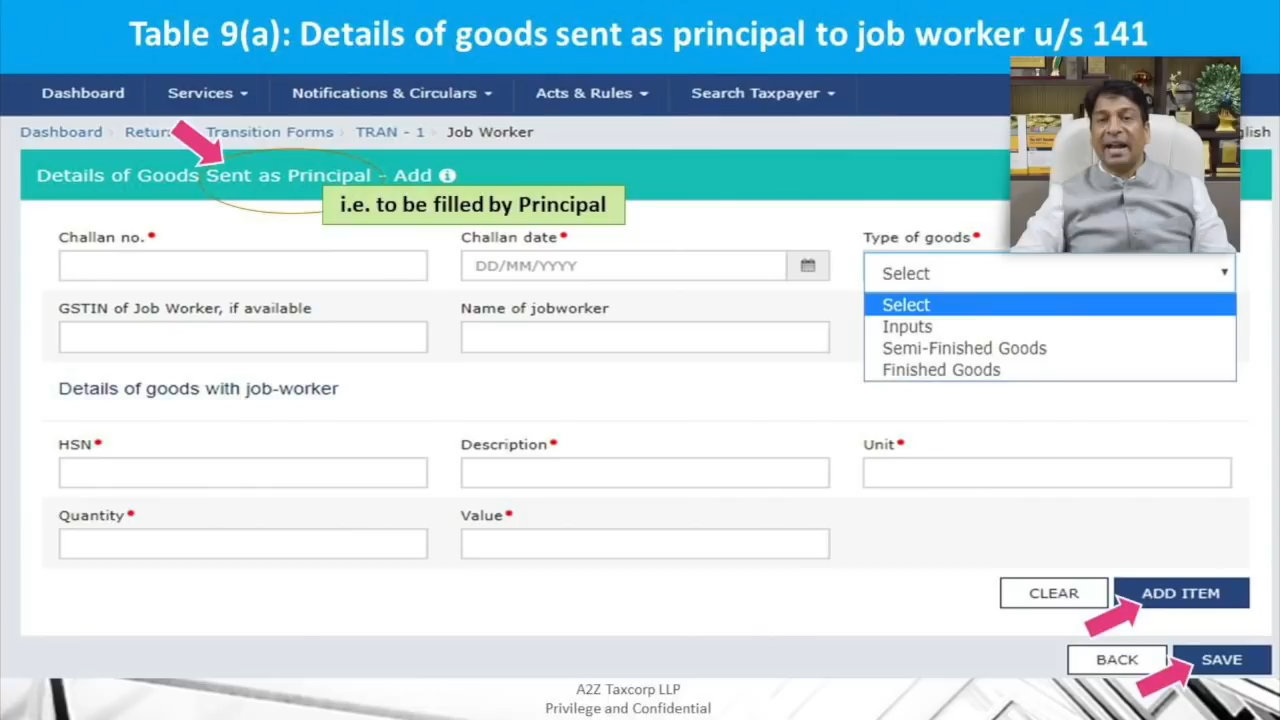 Table 9(a): Details of goods sent as principal to job worker u/s 141
Dashboard Services Notifications & Circulars Acts & Rules Search Taxpayer
Dashboard Transition Forms TRAN - 1 Job Worker
Details of Goods Sent as Principal - Add
i.e. to be filled by Principal
Challan no.* Challan date* Type of goods*
DD/MM/YYYY Select
Select
Inputs
Semi-Finished Goods
Finished Goods
GSTIN of Job Worker, if available Name of jobworker
Details of goods with job-worker
HSN* Description* Unit*
Quantity* Value*
CLEAR ADD ITEM
BACK SAVE
A2Z Taxcorp LLP
Privilege and Confidential